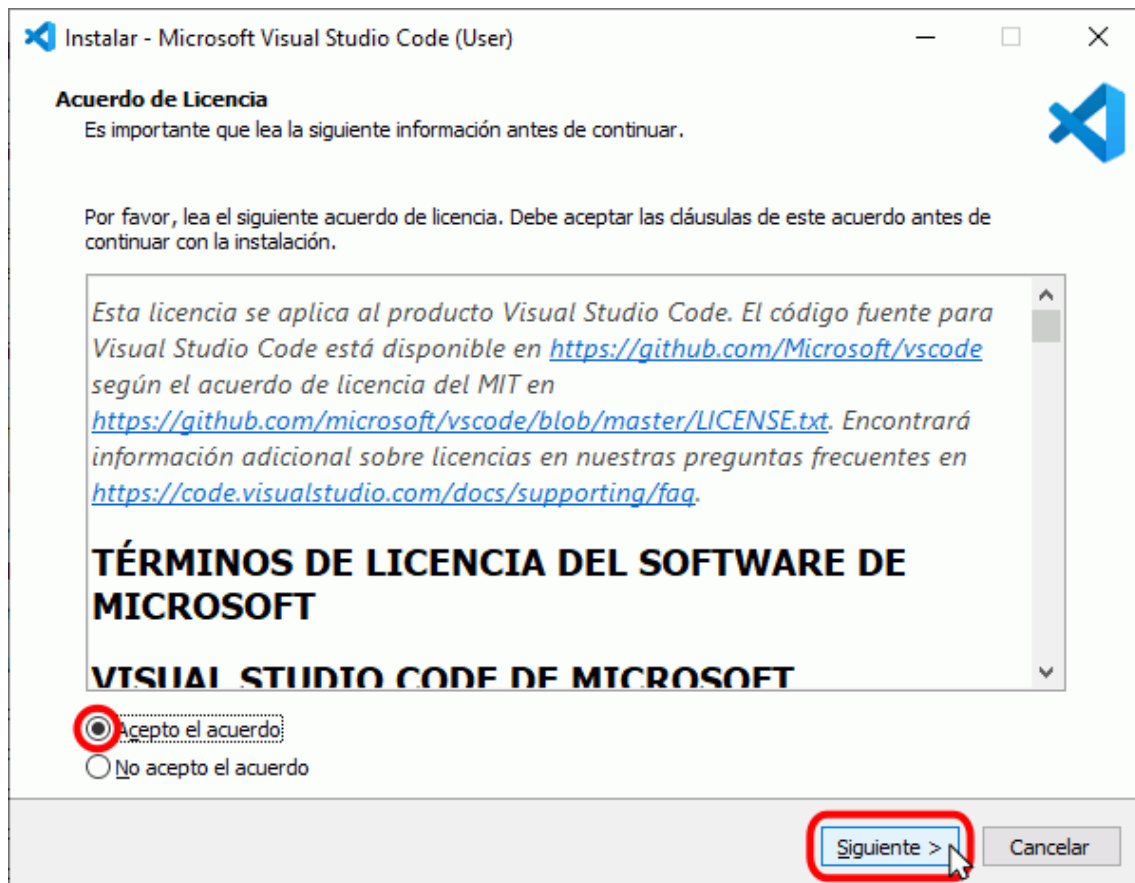 Instalar - Microsoft Visual Studio Code (User)
Acuerdo de Licencia
Es importante que lea la siguiente información antes de continuar.
Por favor, lea el siguiente acuerdo de licencia. Debe aceptar las cláusulas de este acuerdo antes de
continuar con la instalación.
Esta licencia se aplica al producto Visual Studio Code. El código fuente para
Visual Studio Code está disponible en https://github.com/Microsoft/vscode
según el acuerdo de licencia del MIT en
https://github.com/microsoft/vscode/blob/master/LICENSE.txt. Encontrará
información adicional sobre licencias en nuestras preguntas frecuentes en
https://code.visualstudio.com/docs/supporting/faq.
TÉRMINOS DE LICENCIA DEL SOFTWARE DE
MICROSOFT
VISUAL STUDIO CODE DE MICROSOFT
Acepto el acuerdo
No acepto el acuerdo
Siguiente >
Cancelar